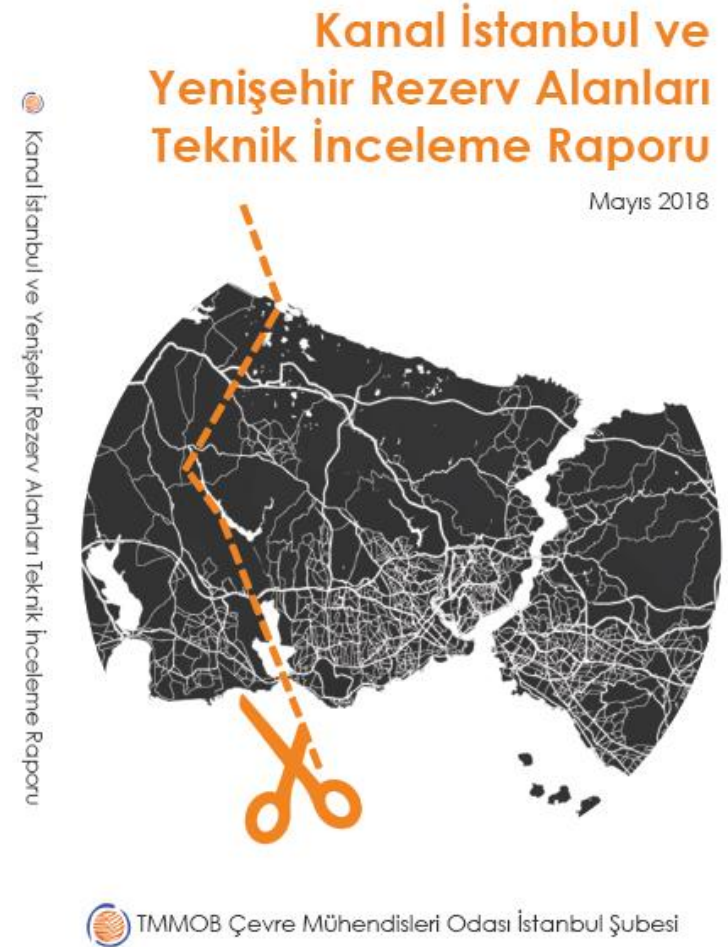 Kanal İstanbul ve
Yenişehir Rezerv Alanları
Teknik İnceleme Raporu
Mayıs 2018
Kanal İstanbul ve Yenişehir Rezerv Alanları Teknik İnceleme Raporu
TMMOB Çevre Mühendisleri Odası İstanbul Şubesi